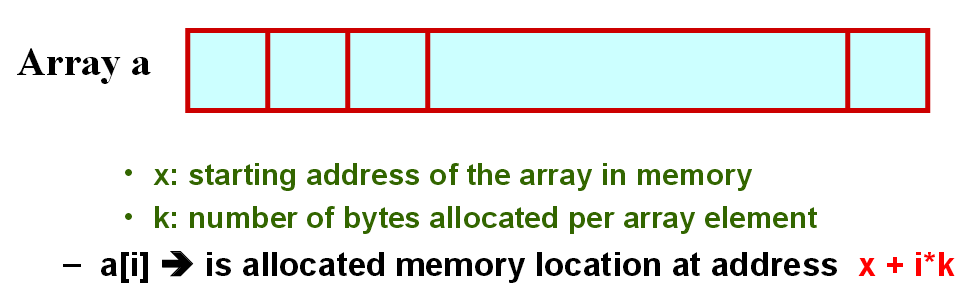 Array a
• x: starting address of the array in memory
• k: number of bytes allocated per array element
– a[i] ➔ is allocated memory location at address x + i*k